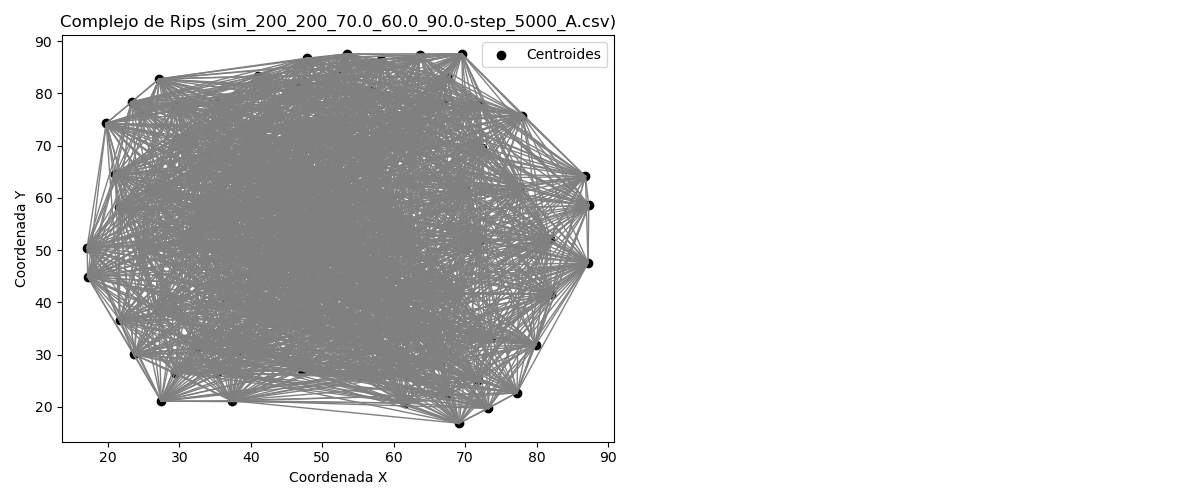 Complejo de Rips (sim_200_200_70.0_60.0_90.0-step_5000_A.csv)
90
80
70
60
50
40
30
20
Coordenada Y
Centroides
20 30 40 50 60 70 80 90
Coordenada X